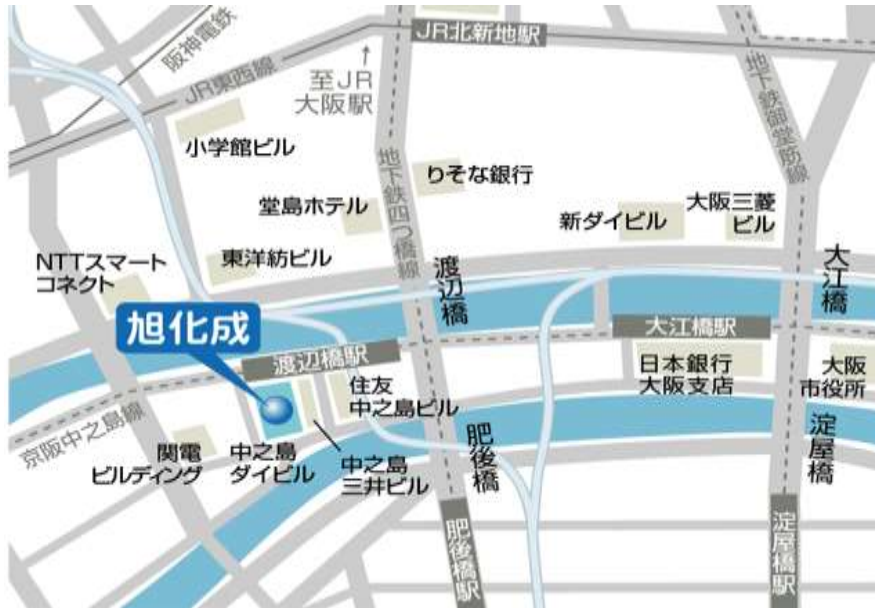 阪神電鉄
JR東西線
JR北新地駅
至JR
大阪駅
地下鉄御堂筋線
小学館ビル
地下鉄四つ橋線
りそな銀行
堂島ホテル
新ダイビル
大阪三菱
ビル
NTTスマート
コネクト
東洋紡ビル
渡辺橋
大江橋
旭化成
渡辺橋駅
大江橋駅
住友
中之島ビル
日本銀行
大阪支店
大阪
市役所
京阪中之島線
関電
ビルディング
中之島
ダイビル
中之島
三井ビル
肥後橋
淀屋橋
肥後橋駅
淀屋橋駅